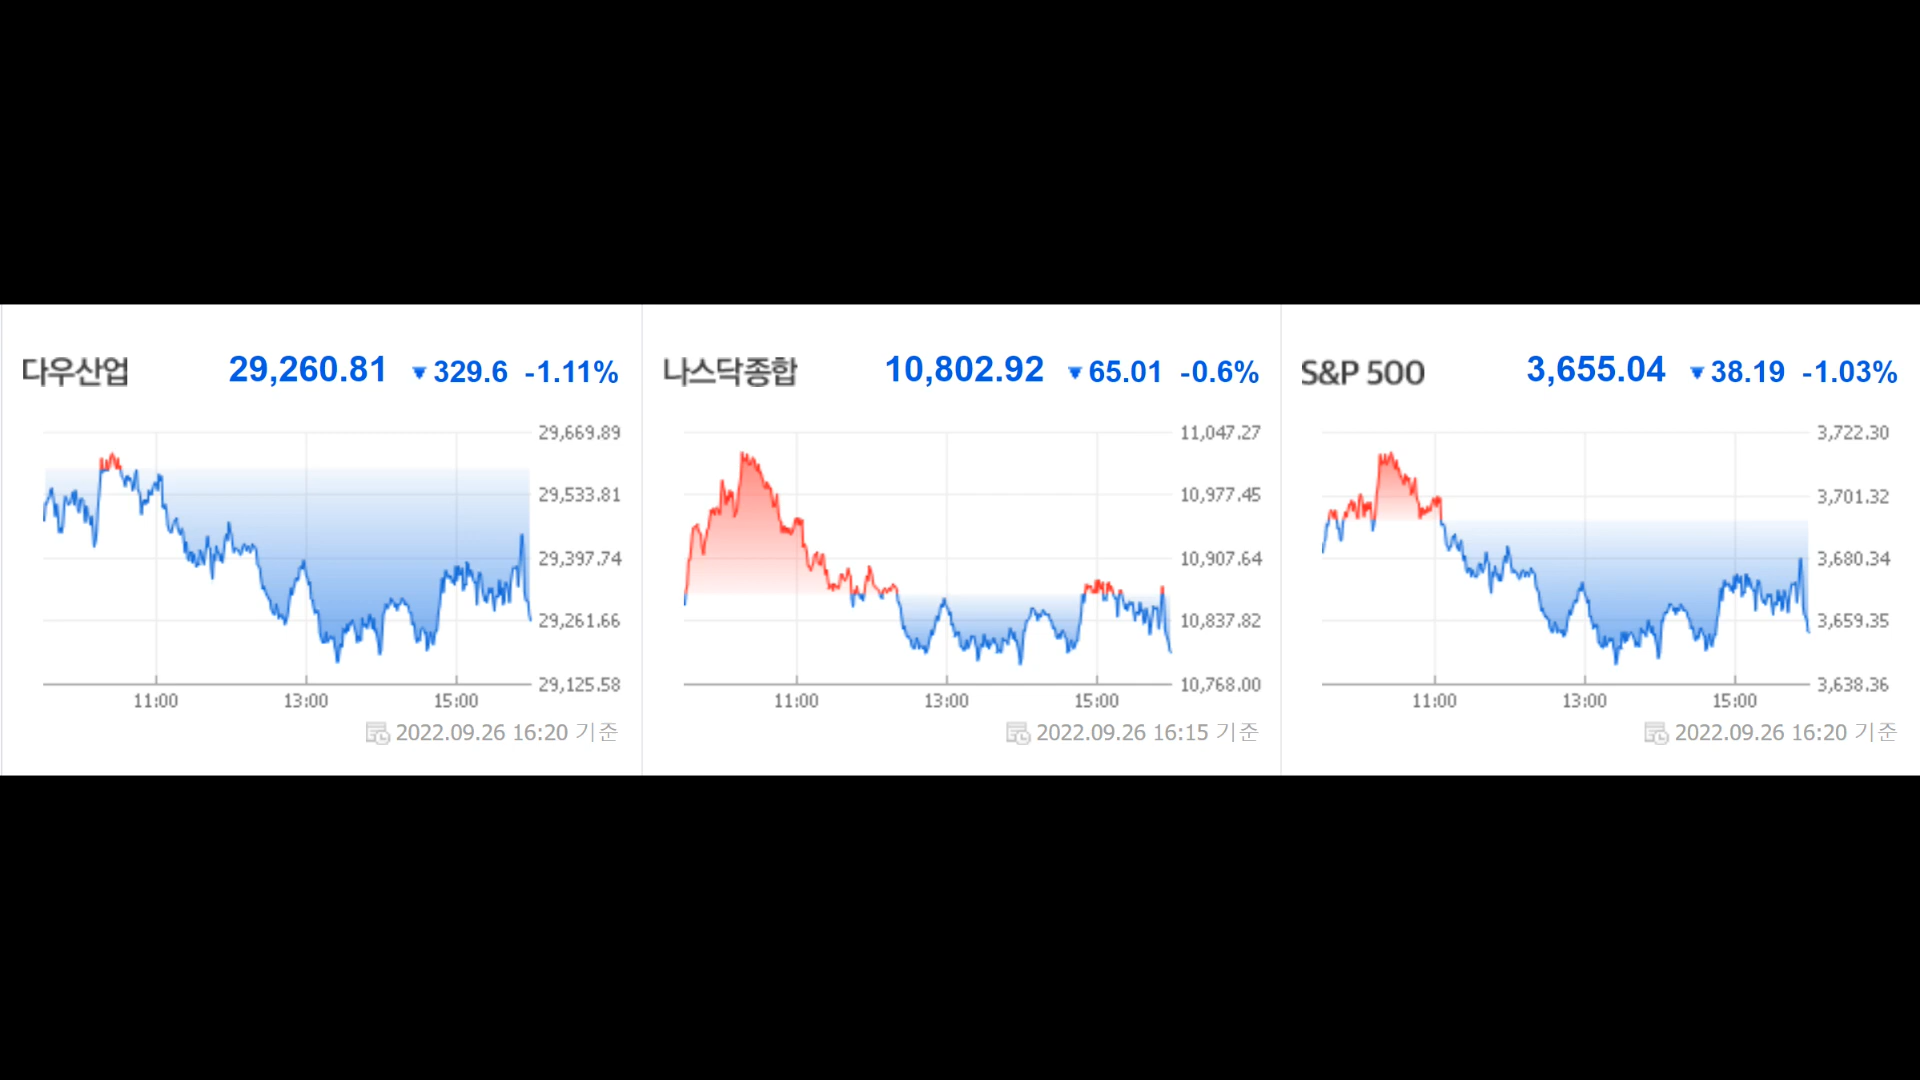 다우산업 29,260.81 ▼329.6 -1.11%
29,669.89
29,533.81
29,397.74
29,261.66
29,125.58
11:00 13:00 15:00
2022.09.26 16:20 기준
나스닥종합 10,802.92 ▼65.01 -0.6%
11,047.27
10,977.45
10,907.64
10,837.82
10,768.00
11:00 13:00 15:00
2022.09.26 16:15 기준
S&P 500 3,655.04 ▼38.19 -1.03%
3,722.30
3,701.32
3,680.34
3,659.35
3,638.36
11:00 13:00 15:00
2022.09.26 16:20 기준